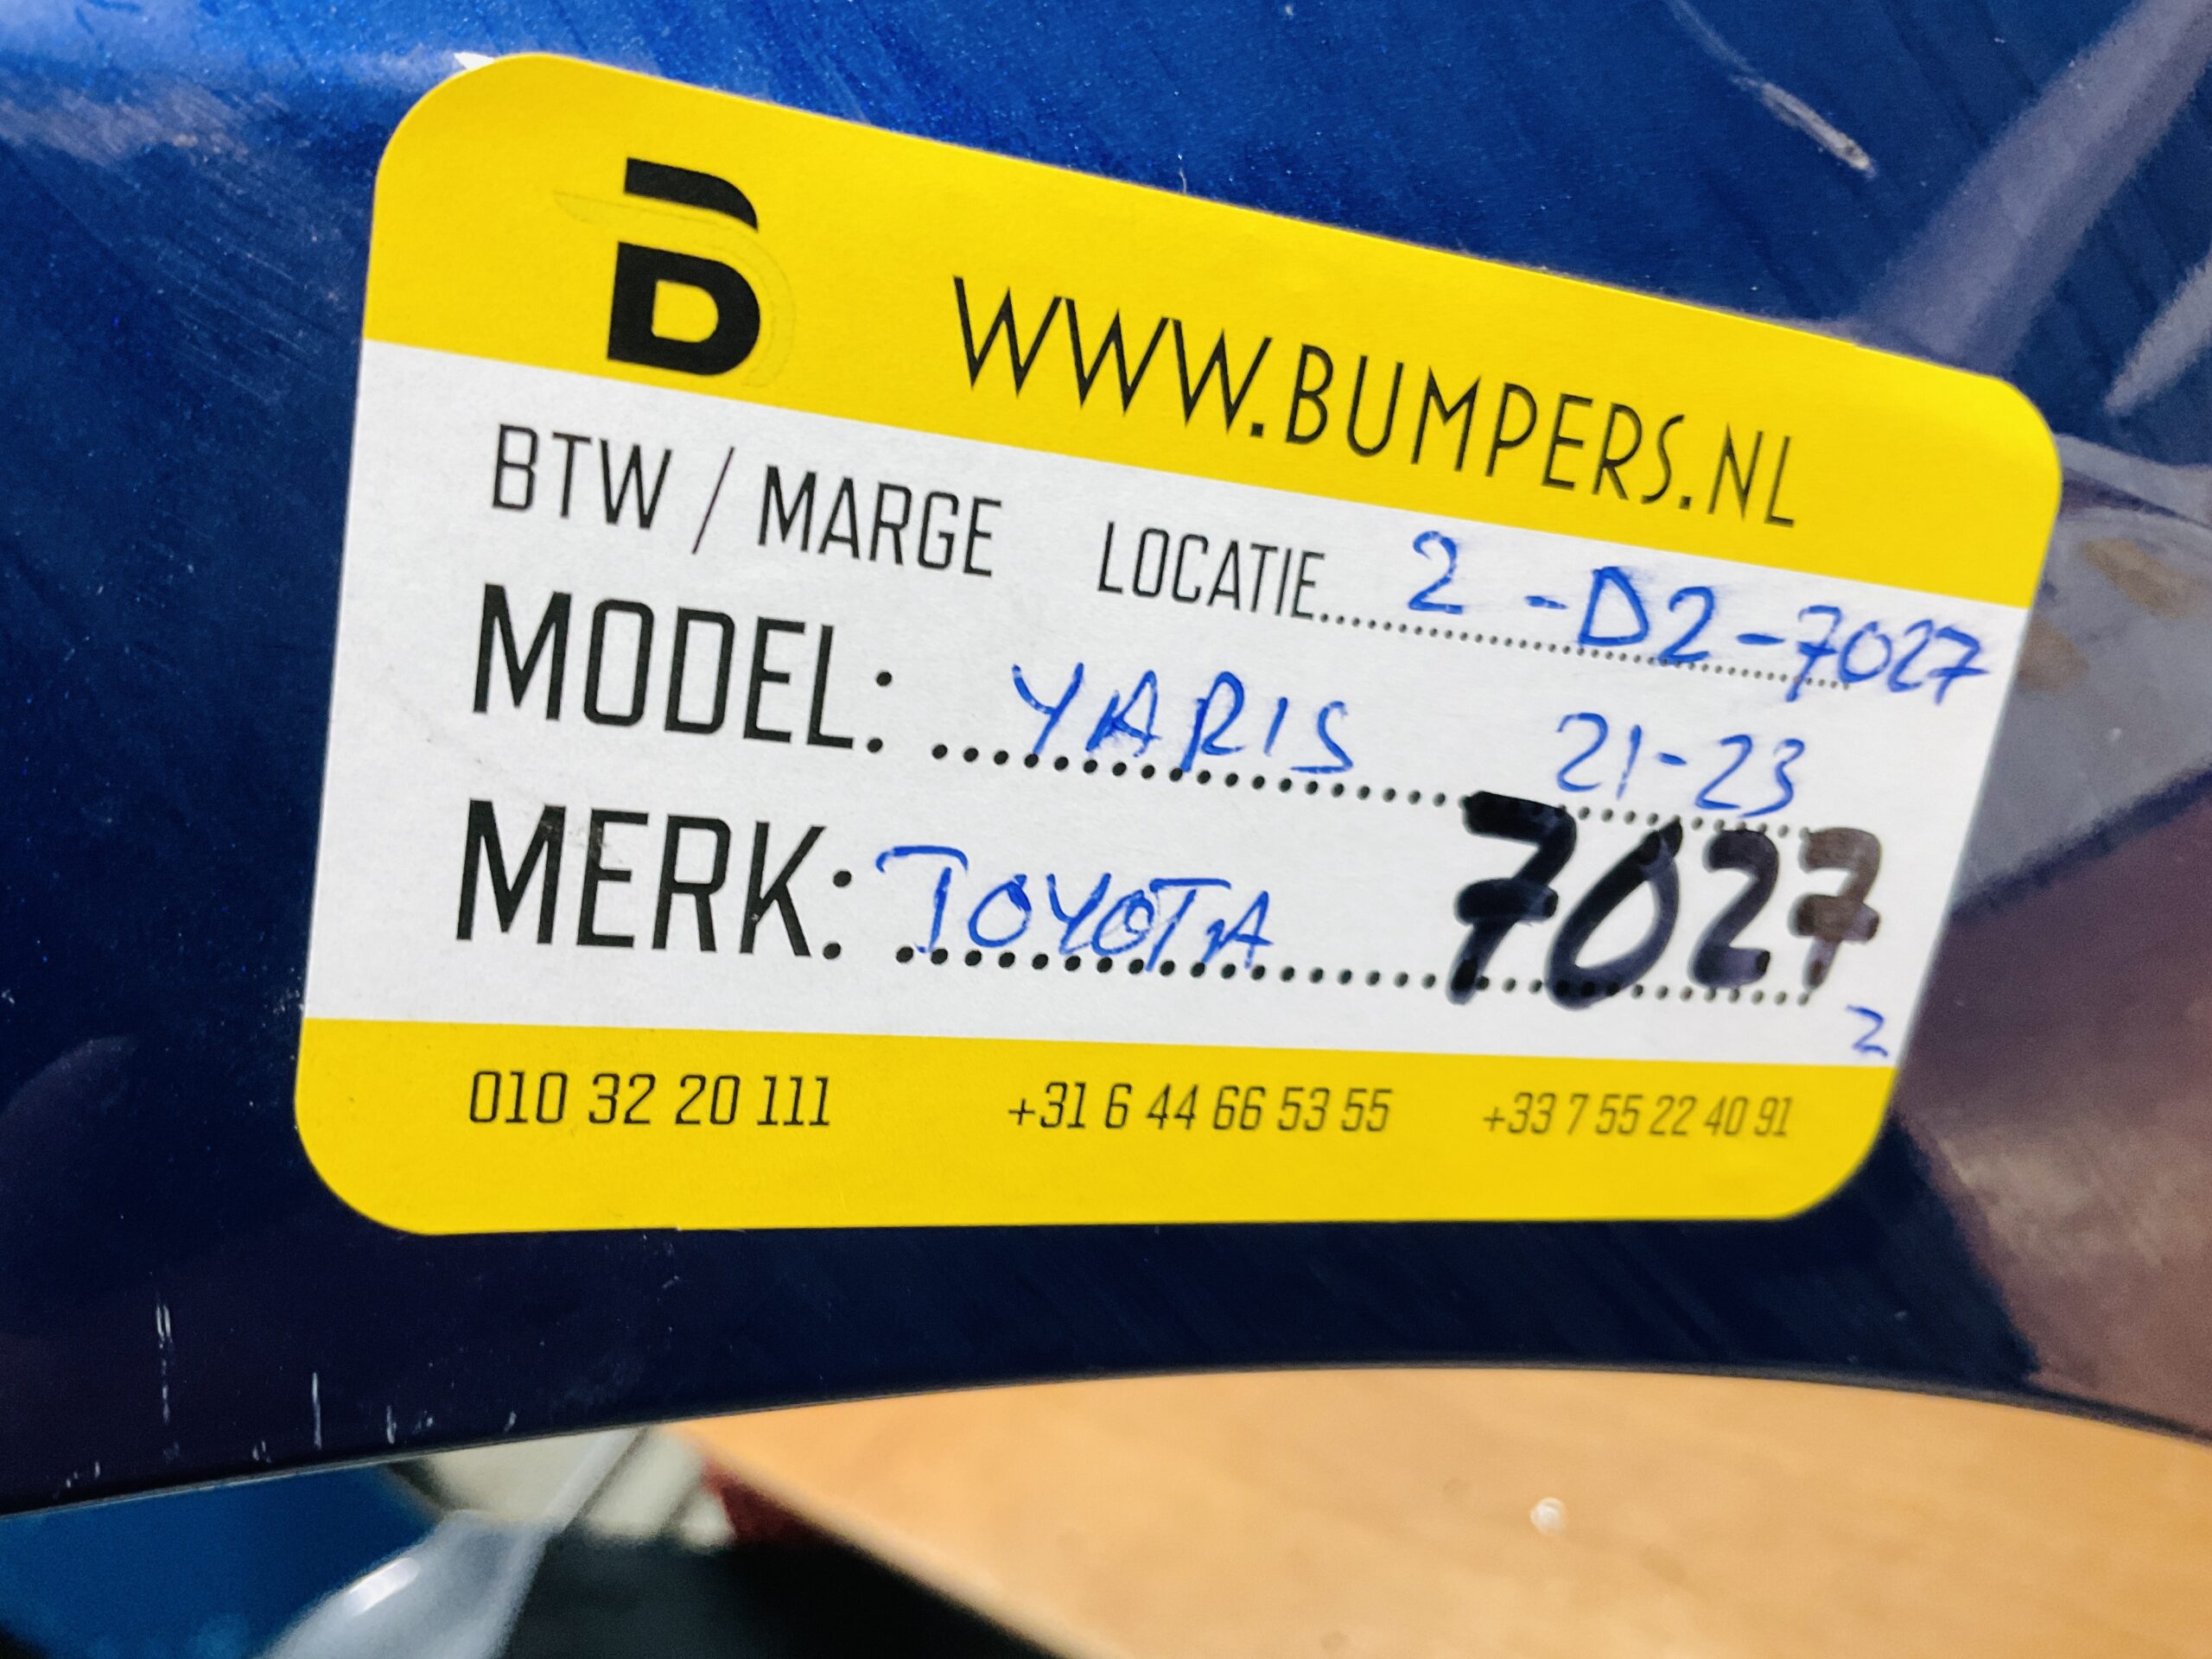 B WWW.BUMPERS.NL
BTW / MARGE LOCATIE.... 2-D2-7027
MODEL: ... YARIS 21-23
MERK: TOYOTA 7027
2
010 32 20 111 +31 6 44 66 53 55 +33 7 55 22 40 91